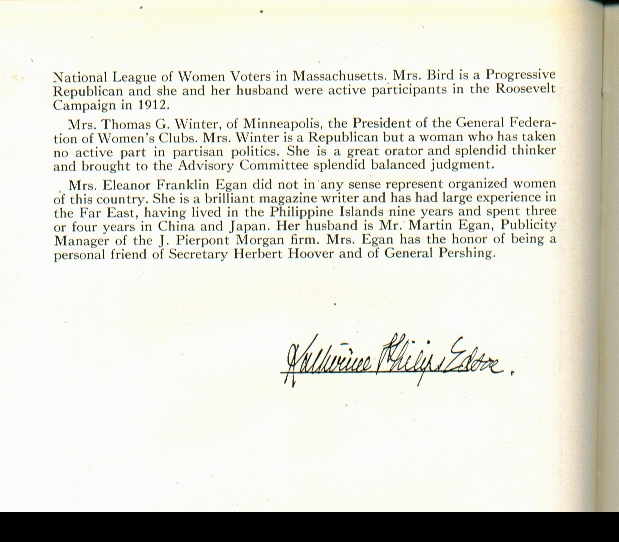 National League of Women Voters in Massachusetts. Mrs. Bird is a Progressive
Republican and she and her husband were active participants in the Roosevelt
Campaign in 1912.
Mrs. Thomas G. Winter, of Minneapolis, the President of the General Federa-
tion of Women's Clubs. Mrs. Winter is a Republican but a woman who has taken
no active part in partisan politics. She is a great orator and splendid thinker
and brought to the Advisory Committee splendid balanced judgment.
Mrs. Eleanor Franklin Egan did not in any sense represent organized women
of this country. She is a brilliant magazine writer and has had large experience in
the Far East, having lived in the Philippine Islands nine years and spent three
or four years in China and Japan. Her husband is Mr. Martin Egan, Publicity
Manager of the J. Pierpont Morgan firm. Mrs. Egan has the honor of being a
personal friend of Secretary Herbert Hoover and of General Pershing.
Katherine Philips Edson.